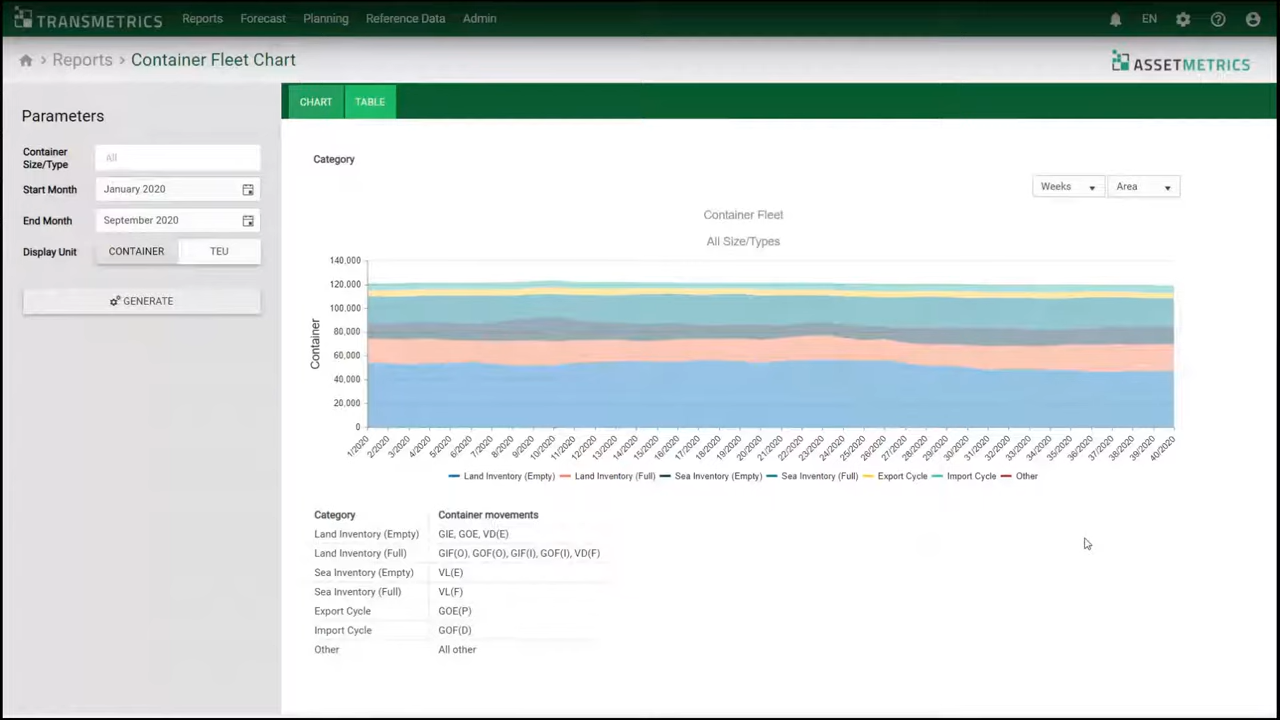 TRANSMETRICS Reports Forecast Planning Reference Data Admin EN
> Reports > Container Fleet Chart
ASSETMETRICS
Parameters
Container Size/Type All
Start Month January 2020
End Month September 2020
Display Unit CONTAINER TEU
GENERATE
CHART TABLE
Category
Weeks Area
Container Fleet
All Size/Types
Container
140,000
120,000
100,000
80,000
60,000
40,000
20,000
0
1/2020 2/2020 3/2020 4/2020 5/2020 6/2020 7/2020 8/2020 9/2020 10/2020 11/2020 12/2020 13/2020 14/2020 15/2020 16/2020 17/2020 18/2020 19/2020 20/2020 21/2020 22/2020 23/2020 24/2020 25/2020 26/2020 27/2020 28/2020 29/2020 30/2020 31/2020 32/2020 33/2020 34/2020 35/2020 36/2020 37/2020 38/2020 39/2020 40/2020
Land Inventory (Empty) Land Inventory (Full) Sea Inventory (Empty) Sea Inventory (Full) Export Cycle Import Cycle Other
Category Container movements
Land Inventory (Empty) GIE, GOE, VD(E)
Land Inventory (Full) GIF(O), GOF(O), GIF(I), GOF(I), VD(F)
Sea Inventory (Empty) VL(E)
Sea Inventory (Full) VL(F)
Export Cycle GOE(P)
Import Cycle GOF(D)
Other All other